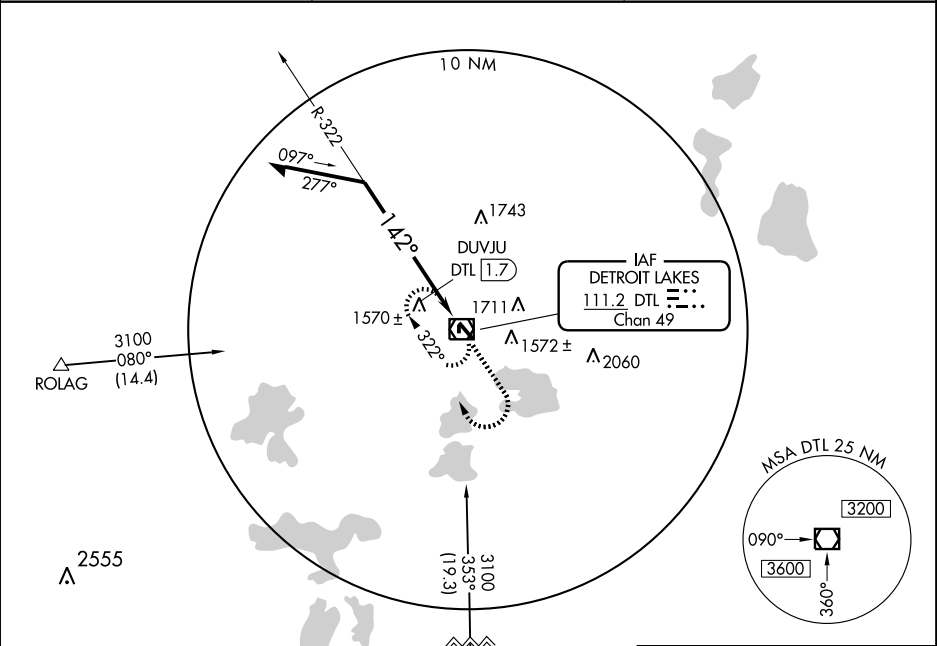 10 NM
R-322
097°
277°
142°
1743
DUVJU
DTL 1.7
1711
1570 ±
322°
1572 ±
2060
IAF
DETROIT LAKES
111.2 DTL
Chan 49
3100
080°
(14.4)
ROLAG
3100
353°
(19.3)
2555
MSA DTL 25 NM
3200
090°
3600
360°